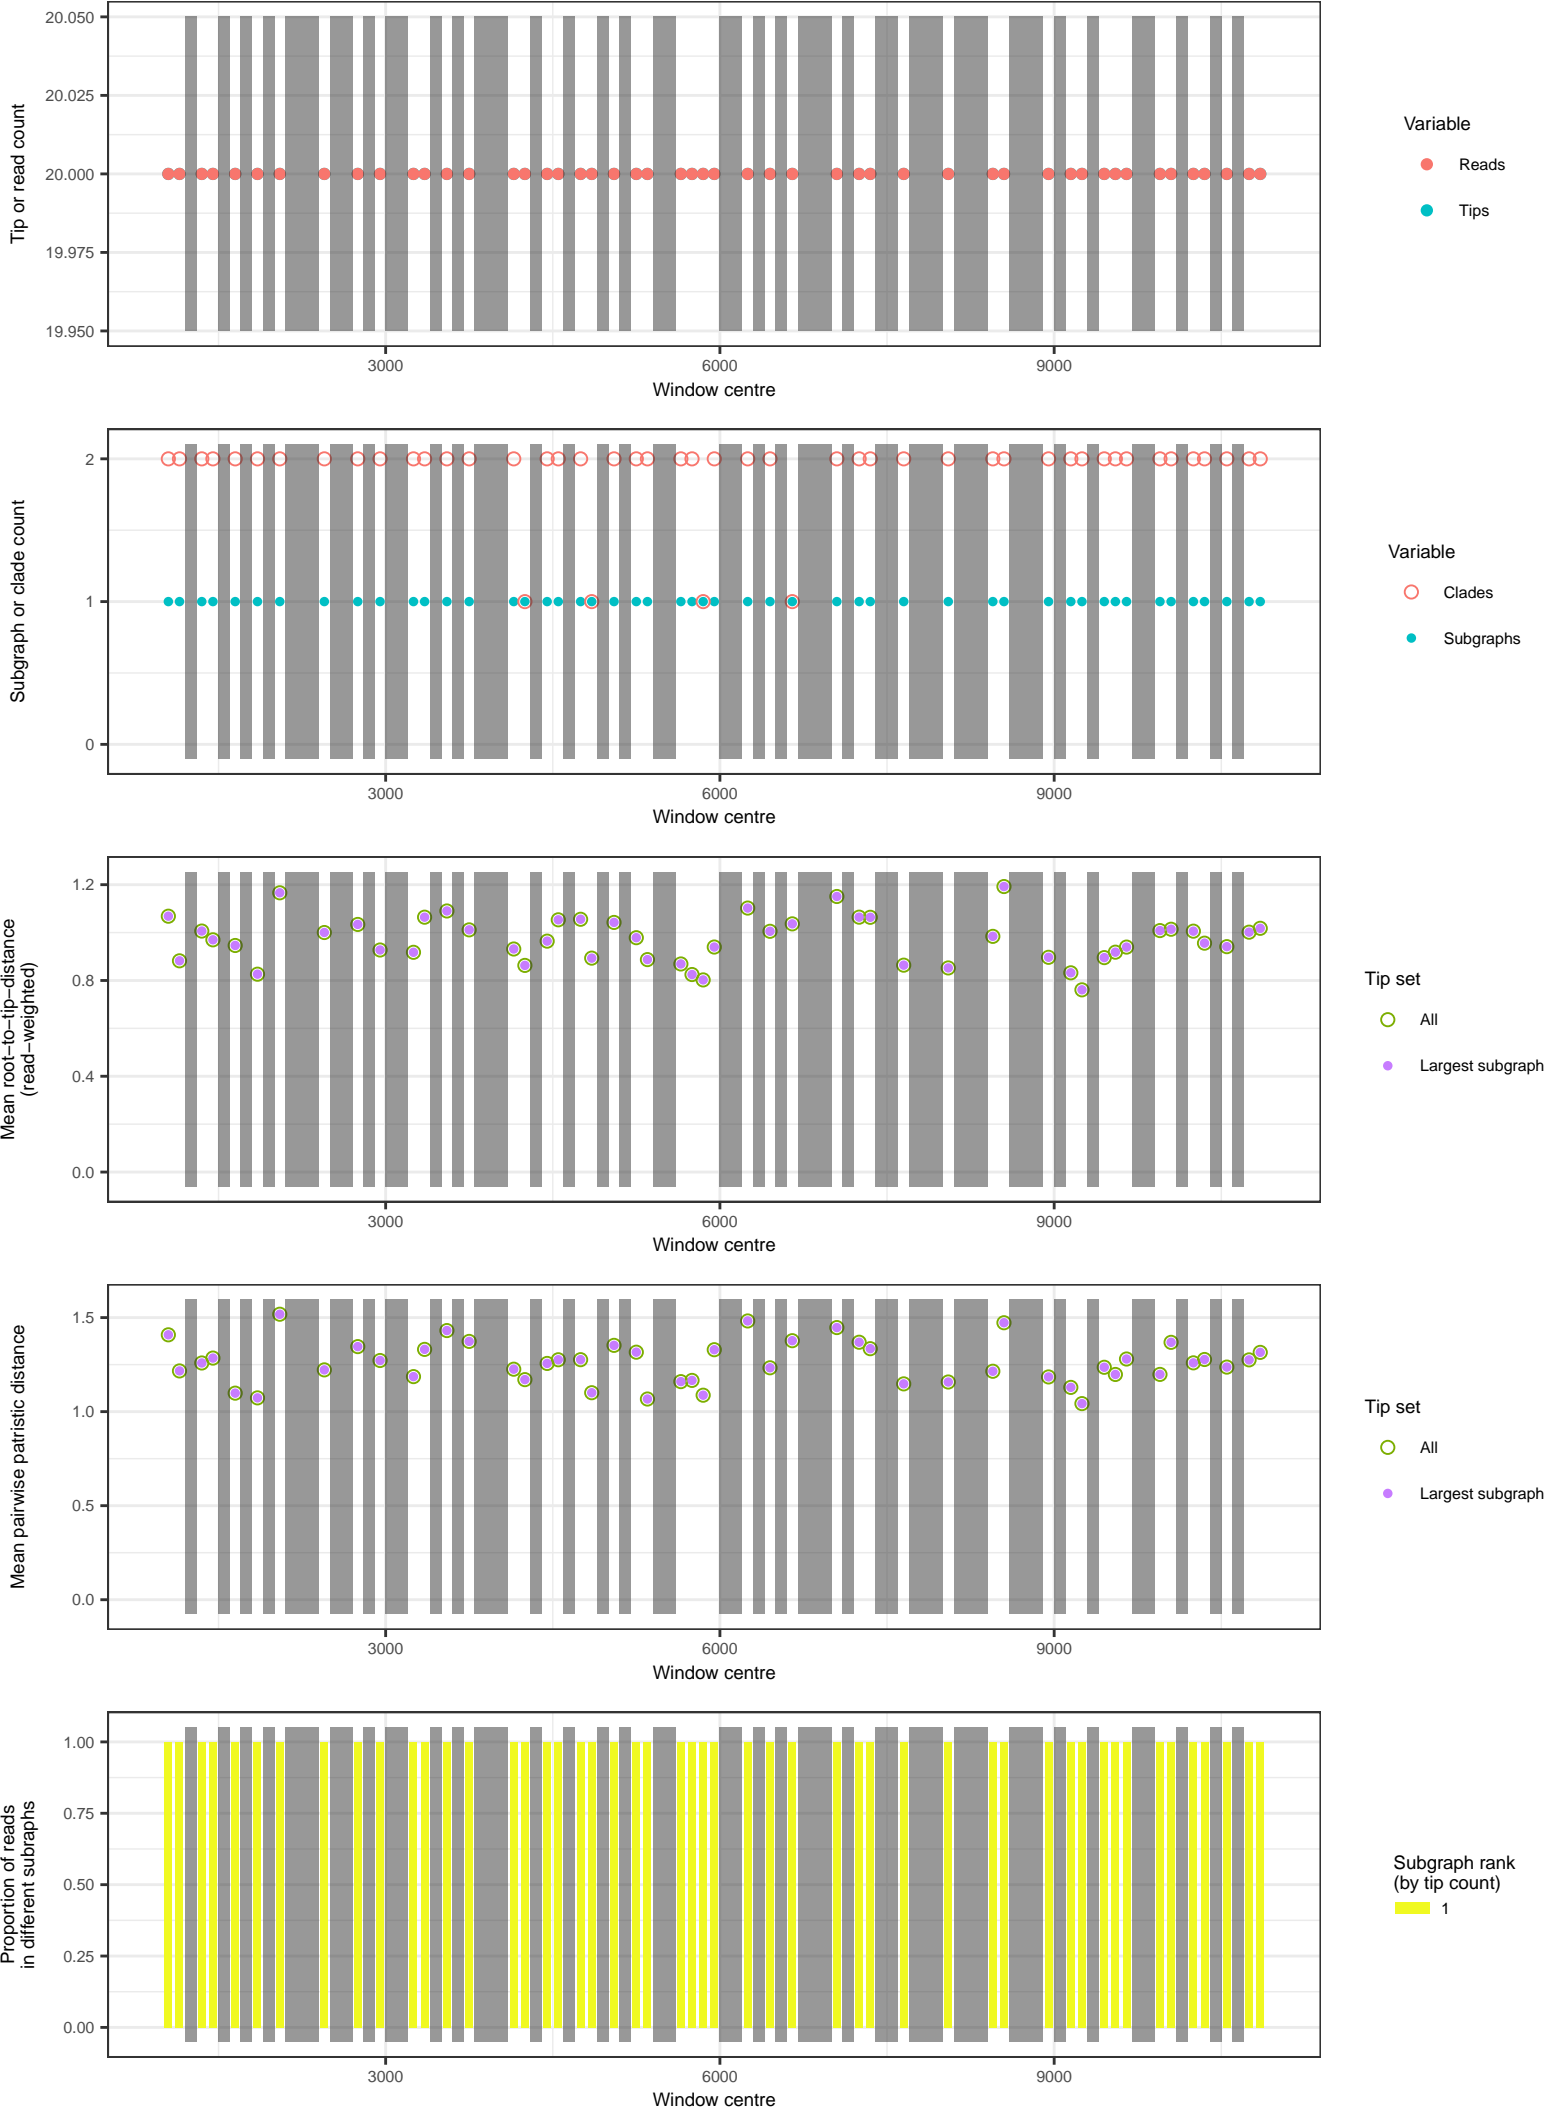 20.050
20.025
20.000
19.975
19.950
Tip or read count
3000
6000
9000
Window centre
Variable
Reads
Tips
2
1
0
Subgraph or clade count
3000
6000
9000
Window centre
Variable
Clades
Subgraphs
1.2
0.8
0.4
0.0
Mean root−to−tip−distance
(read−weighted)
3000
6000
9000
Window centre
Tip set
All
Largest subgraph
1.5
1.0
0.5
0.0
Mean pairwise patristic distance
3000
6000
9000
Window centre
Tip set
All
Largest subgraph
1.00
0.75
0.50
0.25
0.00
Proportion of reads
in different subraphs
3000
6000
9000
Window centre
Subgraph rank
(by tip count)
1